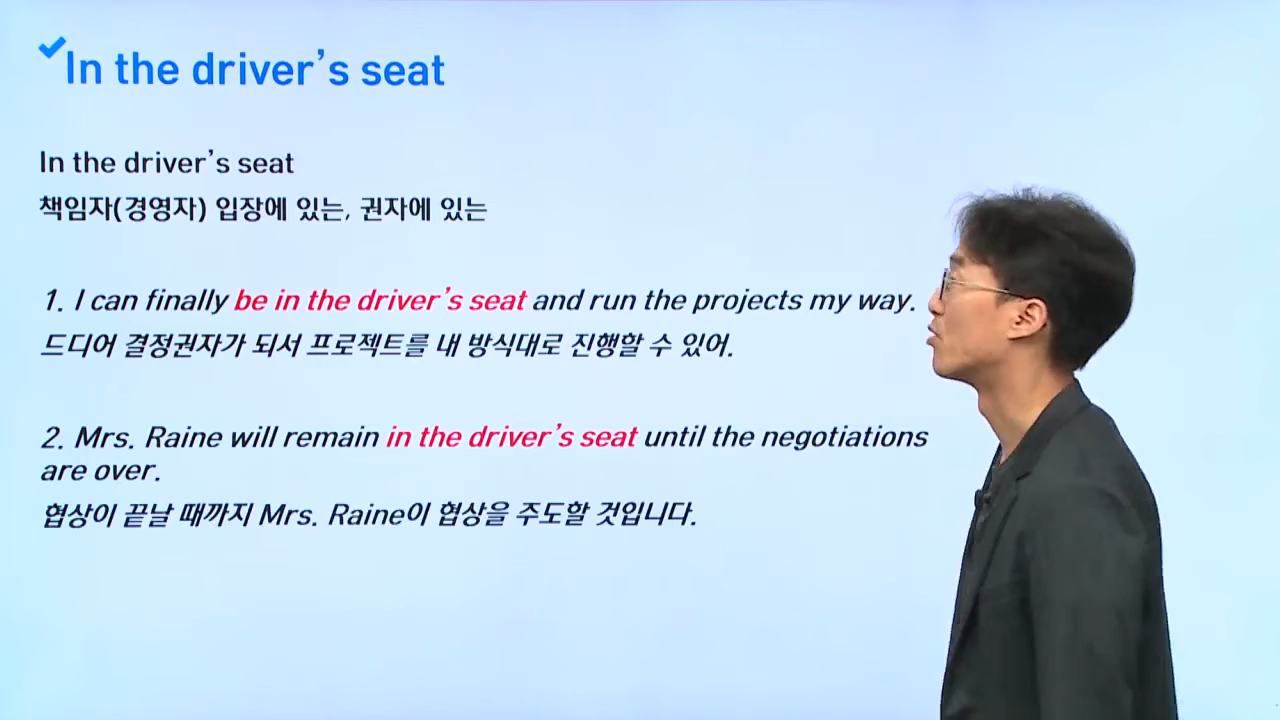 In the driver's seat
In the driver's seat
책임자(경영자) 입장에 있는, 권자에 있는
1. I can finally be in the driver's seat and run the projects my way.
드디어 결정권자가 되서 프로젝트를 내 방식대로 진행할 수 있어.
2. Mrs. Raine will remain in the driver's seat until the negotiations
are over.
협상이 끝날 때까지 Mrs. Raine이 협상을 주도할 것입니다.